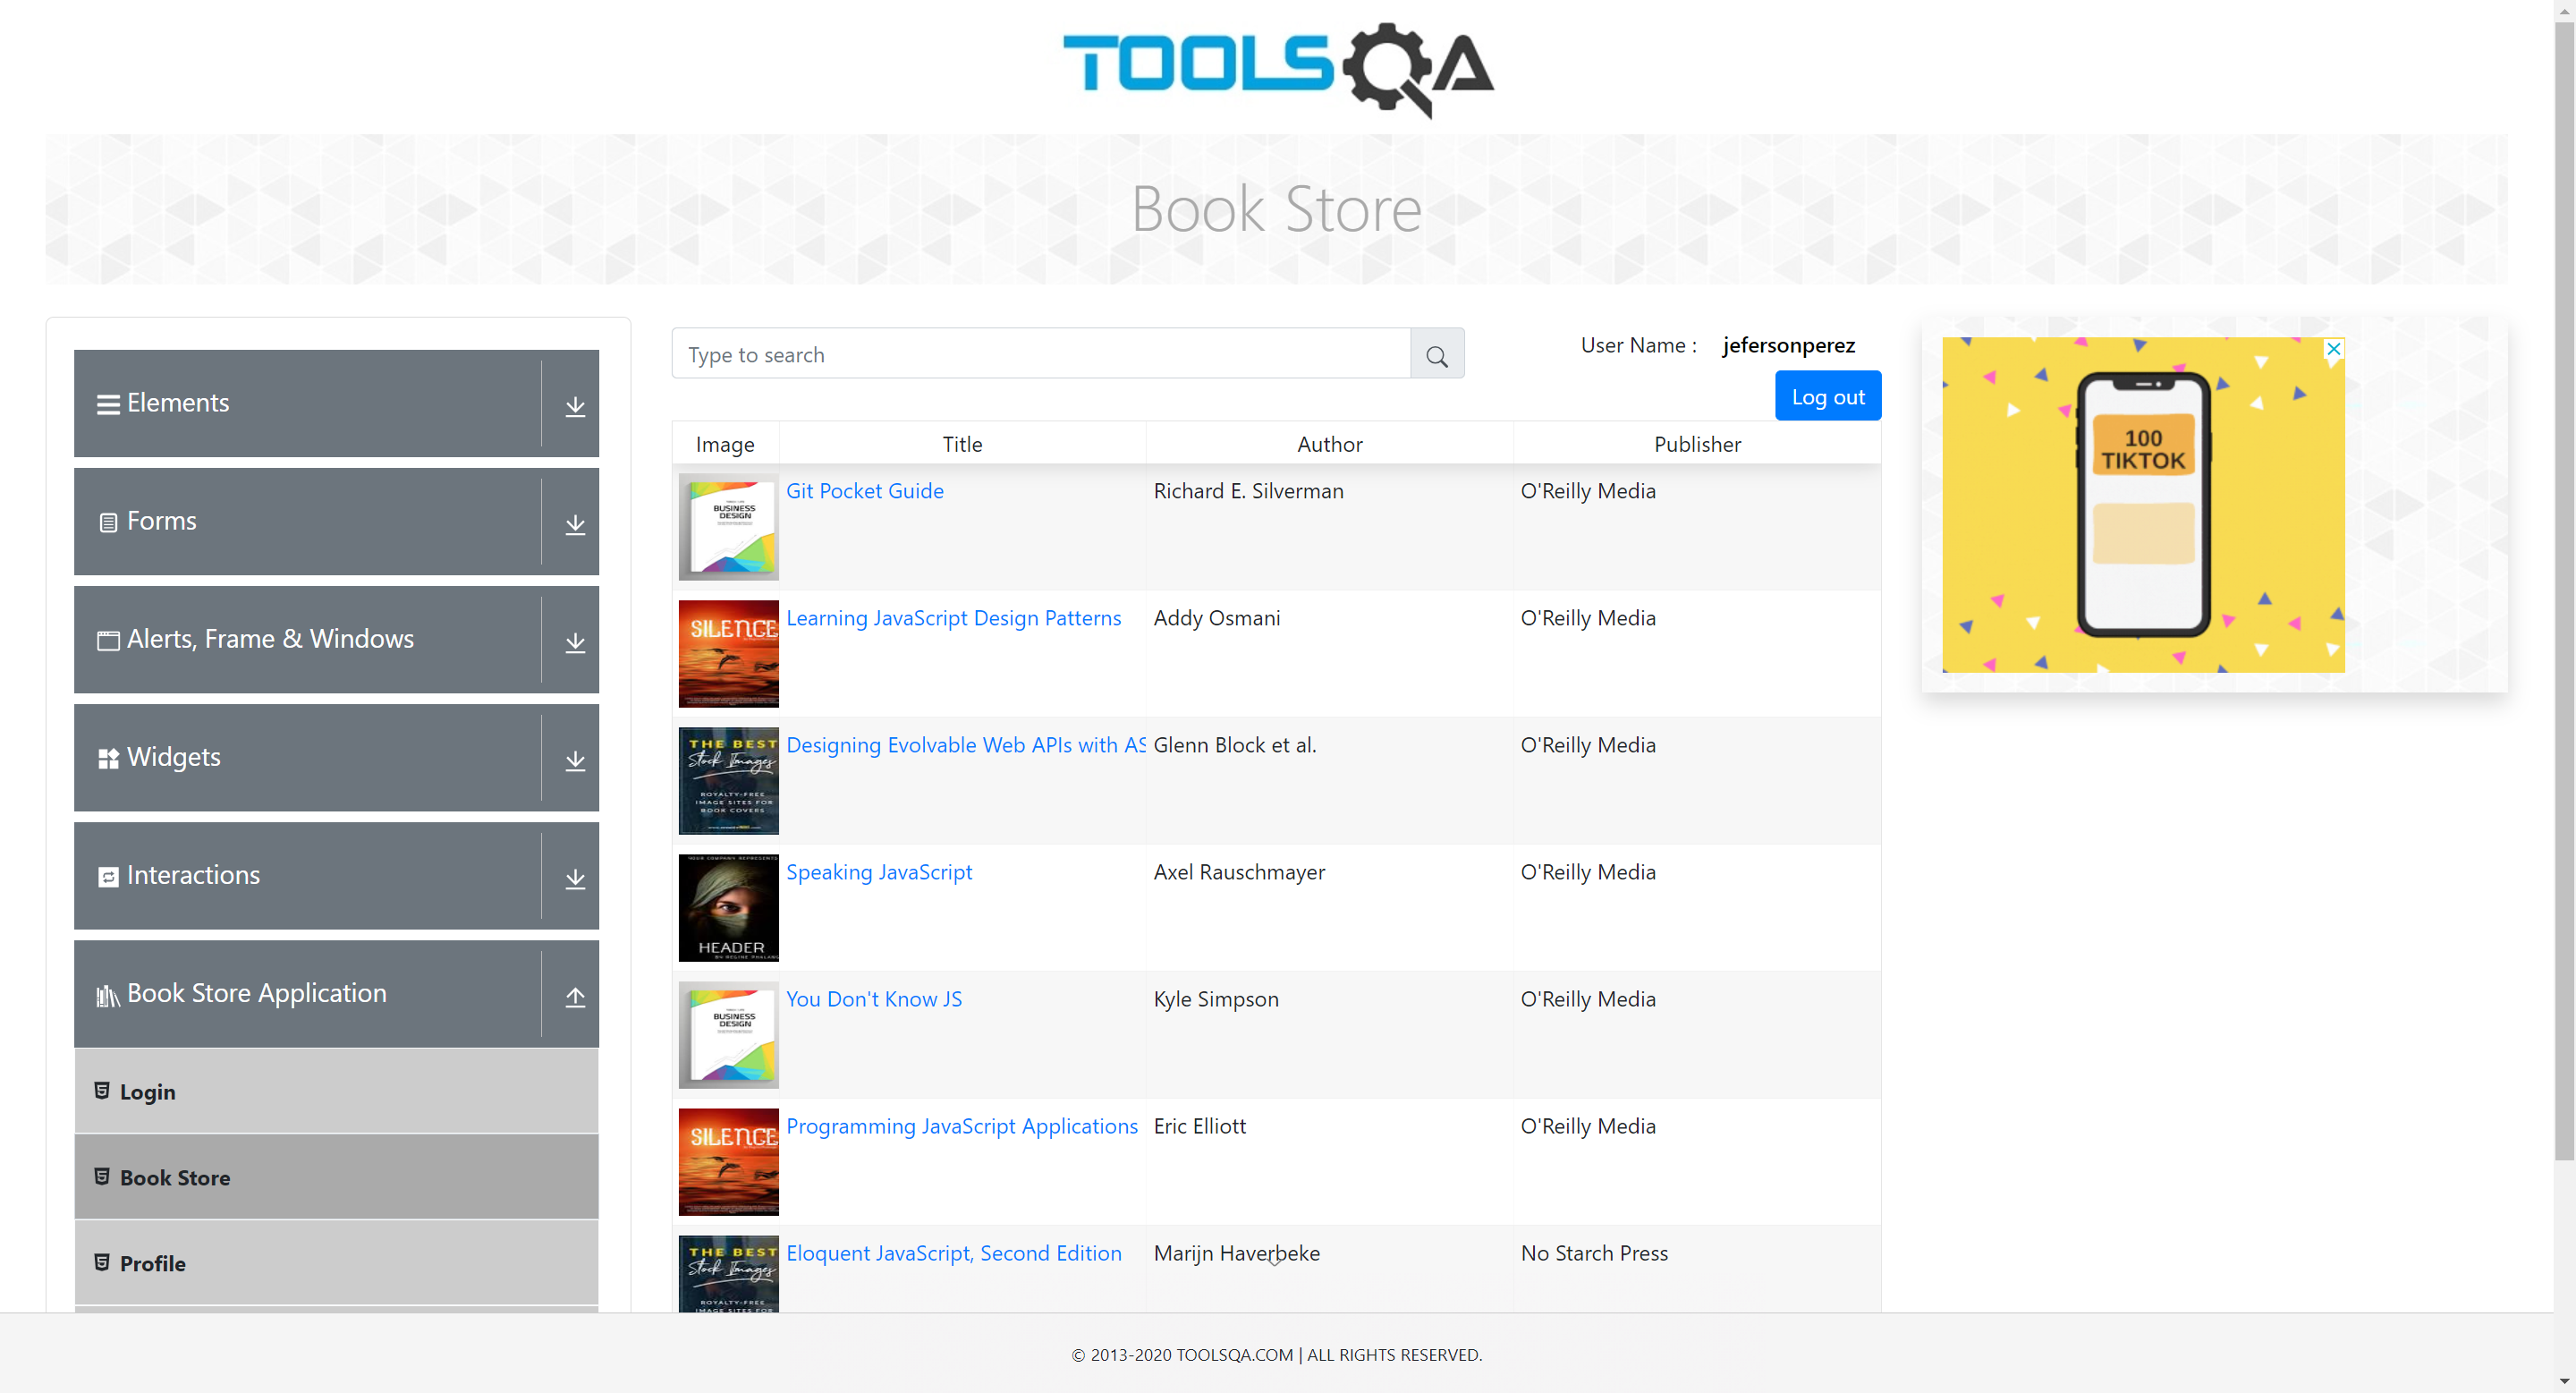 TOOLSQA
Book Store
Elements
Forms
Alerts, Frame & Windows
Widgets
Interactions
Book Store Application
Login
Book Store
Profile
Type to search
User Name : jefersonperez
Log out
Image Title Author Publisher
BUSINESS
DESIGN
Git Pocket Guide Richard E. Silverman O'Reilly Media
SILENCE
Learning JavaScript Design Patterns Addy Osmani O'Reilly Media
THE BEST
Stock Images
ROYALTY-FREE
IMAGE SITES FOR
BOOK COVERS
Designing Evolvable Web APIs with AS Glenn Block et al. O'Reilly Media
YOUR COMPANY REPRESENTS
HEADER
Speaking JavaScript Axel Rauschmayer O'Reilly Media
BUSINESS
DESIGN
You Don't Know JS Kyle Simpson O'Reilly Media
SILENCE
Programming JavaScript Applications Eric Elliott O'Reilly Media
THE BEST
Stock Images
ROYALTY-FREE
IMAGE SITES FOR
Eloquent JavaScript, Second Edition Marijn Haverbeke No Starch Press
100
TIKTOK
© 2013-2020 TOOLSQA.COM | ALL RIGHTS RESERVED.